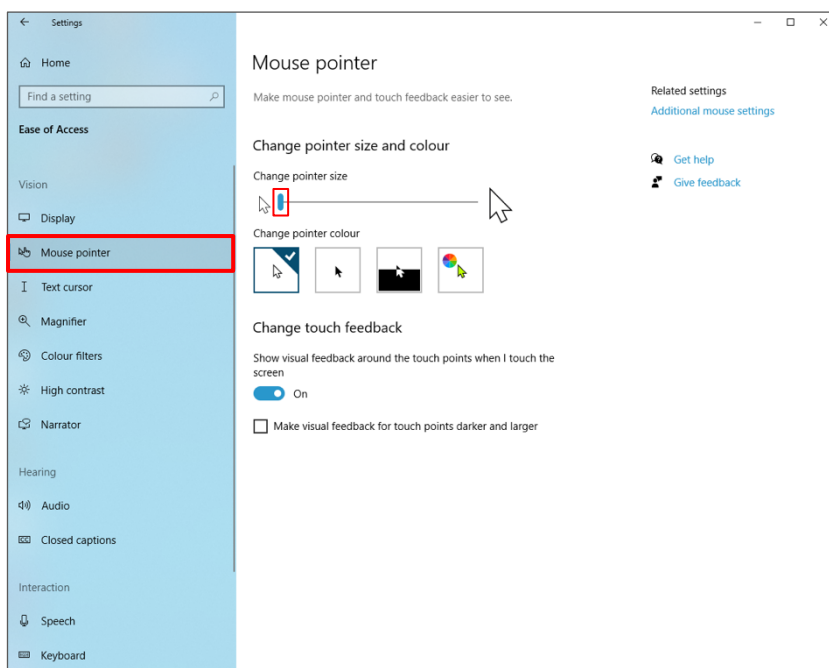 Settings
Home
Find a setting
Ease of Access
Vision
Display
Mouse pointer
Text cursor
Magnifier
Colour filters
High contrast
Narrator
Hearing
Audio
Closed captions
Interaction
Speech
Keyboard
Mouse pointer
Make mouse pointer and touch feedback easier to see.
Change pointer size and colour
Change pointer size
Change pointer colour
Change touch feedback
Show visual feedback around the touch points when I touch the
screen
On
Make visual feedback for touch points darker and larger
Related settings
Additional mouse settings
Get help
Give feedback